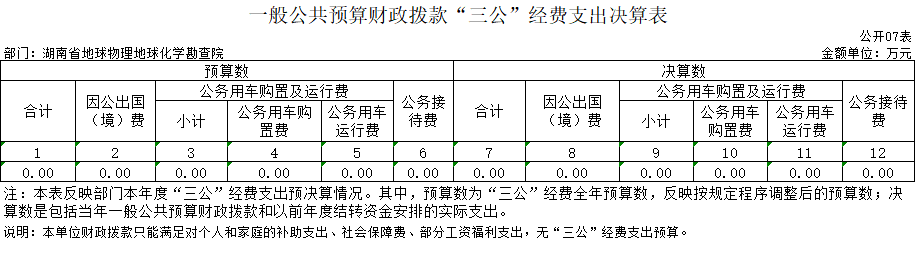 一般公共预算财政拨款“三公”经费支出决算表
公开07表
部门：湖南省地球物理地球化学勘查院 金额单位：万元
预算数 决算数
合计 因公出国（境）费 公务用车购置及运行费 公务接待费 合计 因公出国（境）费 公务用车购置及运行费 公务接待费
小计 公务用车购置费 公务用车运行费 小计 公务用车购置费 公务用车运行费
1 2 3 4 5 6 7 8 9 10 11 12
0.00 0.00 0.00 0.00 0.00 0.00 0.00 0.00 0.00 0.00 0.00 0.00
注：本表反映部门本年度“三公”经费支出预决算情况。其中，预算数为“三公”经费全年预算数，反映按规定程序调整后的预算数；决
算数是包括当年一般公共预算财政拨款和以前年度结转资金安排的实际支出。
说明：本单位财政拨款只能满足对个人和家庭的补助支出、社会保障费、部分工资福利支出，无“三公”经费支出预算。